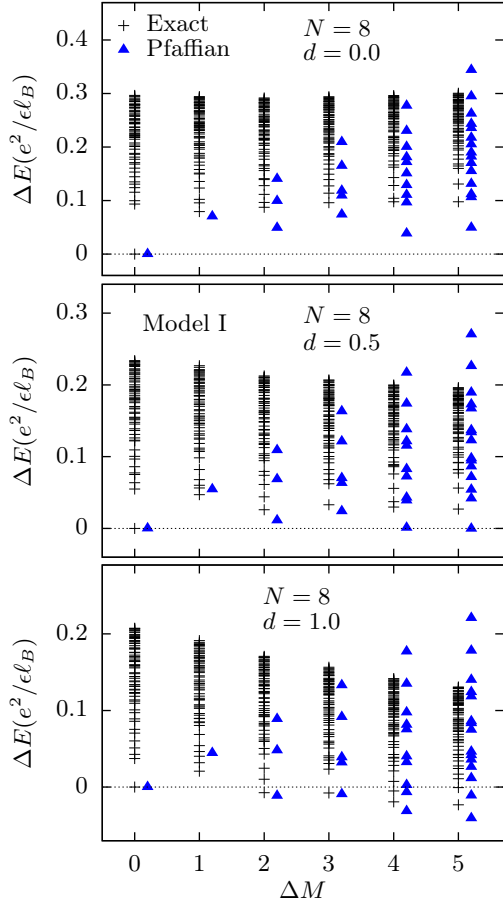 + Exact
▲ Pfaffian
N = 8
d = 0.0
ΔE(e²/εℓ_B)
0.4
0.3
0.2
0.1
0
Model I
N = 8
d = 0.5
ΔE(e²/εℓ_B)
0.3
0.2
0.1
0
N = 8
d = 1.0
ΔE(e²/εℓ_B)
0.2
0.1
0
0 1 2 3 4 5
ΔM